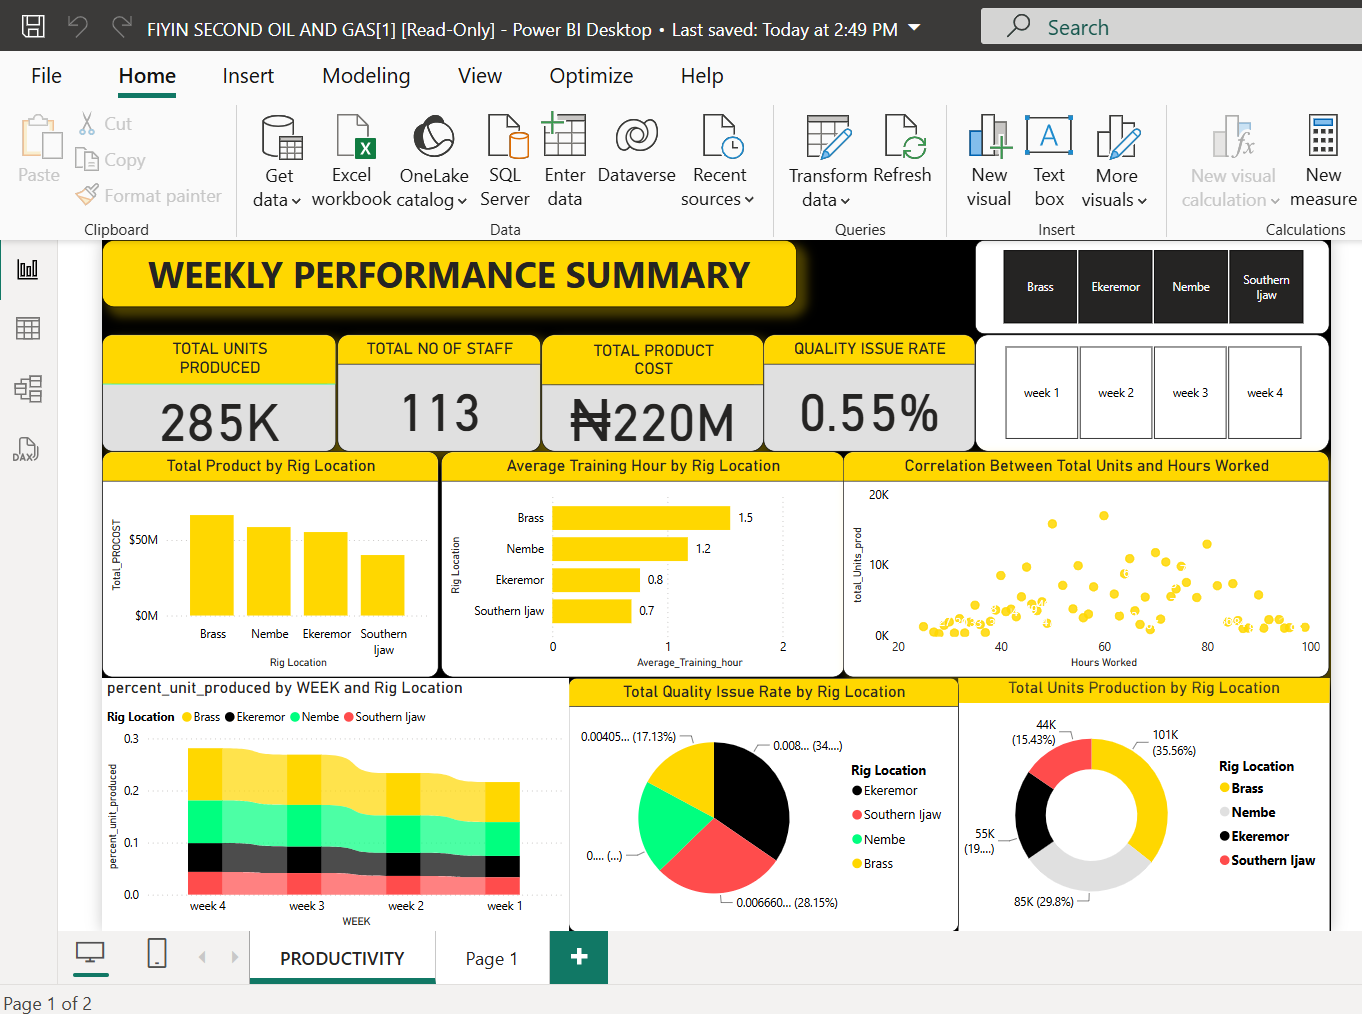 FIYIN SECOND OIL AND GAS[1] [Read-Only] - Power BI Desktop • Last saved: Today at 2:49 PM
Search
File Home Insert Modeling View Optimize Help
Paste
Cut
Copy
Format painter
Clipboard
Get data
Excel workbook
OneLake catalog
SQL Server
Enter data
Dataverse
Recent sources
Data
Transform data
Refresh
Queries
New visual
Text box
A
More visuals
Insert
New visual calculation
New measure
Calculations
WEEKLY PERFORMANCE SUMMARY
Brass
Ekeremor
Nembe
Southern
Ijaw
TOTAL UNITS
PRODUCED
285K
TOTAL NO OF STAFF
113
TOTAL PRODUCT
COST
₦220M
QUALITY ISSUE RATE
0.55%
week 1
week 2
week 3
week 4
Total Product by Rig Location
Total_PROCOST
$50M
$0M
Brass
Nembe
Ekeremor
Southern
Ijaw
Rig Location
Average Training Hour by Rig Location
Rig Location
Brass 1.5
Nembe 1.2
Ekeremor 0.8
Southern Ijaw 0.7
0 1 2
Average_Training_hour
Correlation Between Total Units and Hours Worked
total_Units_prod
20K
10K
0K
20 40 60 80 100
Hours Worked
percent_unit_produced by WEEK and Rig Location
Rig Location Brass Ekeremor Nembe Southern Ijaw
percent_unit_produced
0.3
0.2
0.1
0.0
week 4 week 3 week 2 week 1
WEEK
Total Quality Issue Rate by Rig Location
0.00405... (17.13%)
0.008... (34....)
0.... (...)
0.006660... (28.15%)
Rig Location
Ekeremor
Southern Ijaw
Nembe
Brass
Total Units Production by Rig Location
44K
(15.43%)
101K
(35.56%)
55K
(19....)
85K (29.8%)
Rig Location
Brass
Nembe
Ekeremor
Southern Ijaw
DAX
PRODUCTIVITY
Page 1
+
Page 1 of 2